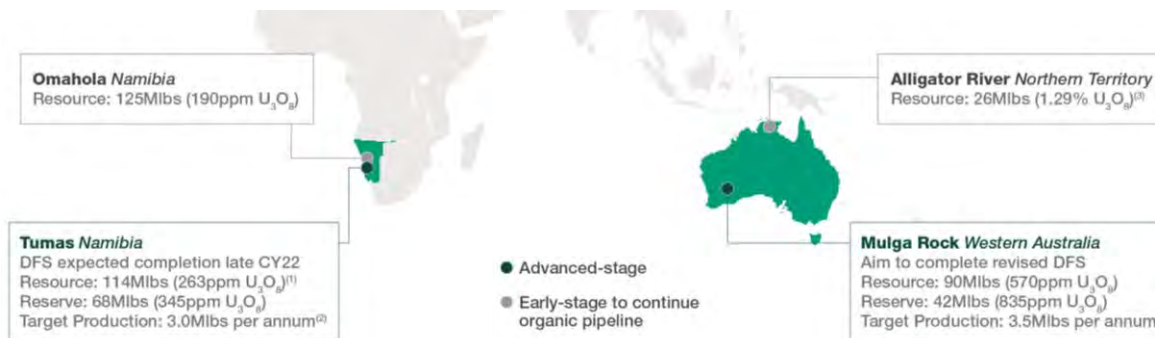 Omahola Namibia
Resource: 125Mlbs (190ppm U₃O₈)
Alligator River Northern Territory
Resource: 26Mlbs (1.29% U₃O₈)⁽³⁾
Tumas Namibia
DFS expected completion late CY22
Resource: 114Mlbs (263ppm U₃O₈)⁽¹⁾
Reserve: 68Mlbs (345ppm U₃O₈)
Target Production: 3.0Mlbs per annum⁽²⁾
Advanced-stage
Early-stage to continue
organic pipeline
Mulga Rock Western Australia
Aim to complete revised DFS
Resource: 90Mlbs (570ppm U₃O₈)
Reserve: 42Mlbs (835ppm U₃O₈)
Target Production: 3.5Mlbs per annum